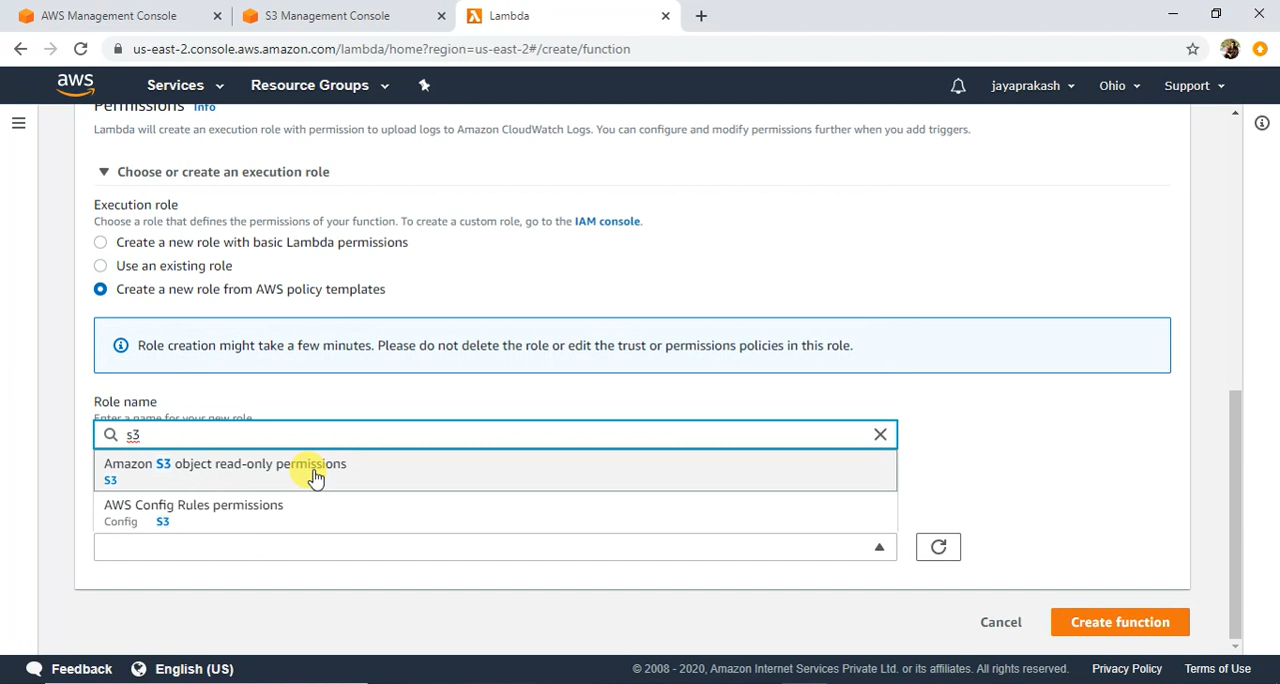 AWS Management Console
S3 Management Console
Lambda
us-east-2.console.aws.amazon.com/lambda/home?region=us-east-2#/create/function
aws
Services
Resource Groups
jayaprakash
Ohio
Support
Permissions Info
Lambda will create an execution role with permission to upload logs to Amazon CloudWatch Logs. You can configure and modify permissions further when you add triggers.
Choose or create an execution role
Execution role
Choose a role that defines the permissions of your function. To create a custom role, go to the IAM console.
Create a new role with basic Lambda permissions
Use an existing role
Create a new role from AWS policy templates
Role creation might take a few minutes. Please do not delete the role or edit the trust or permissions policies in this role.
Role name
Enter a name for your new role.
s3
Amazon S3 object read-only permissions
S3
AWS Config Rules permissions
Config S3
Cancel
Create function
Feedback
English (US)
© 2008 - 2020, Amazon Internet Services Private Ltd. or its affiliates. All rights reserved.
Privacy Policy
Terms of Use